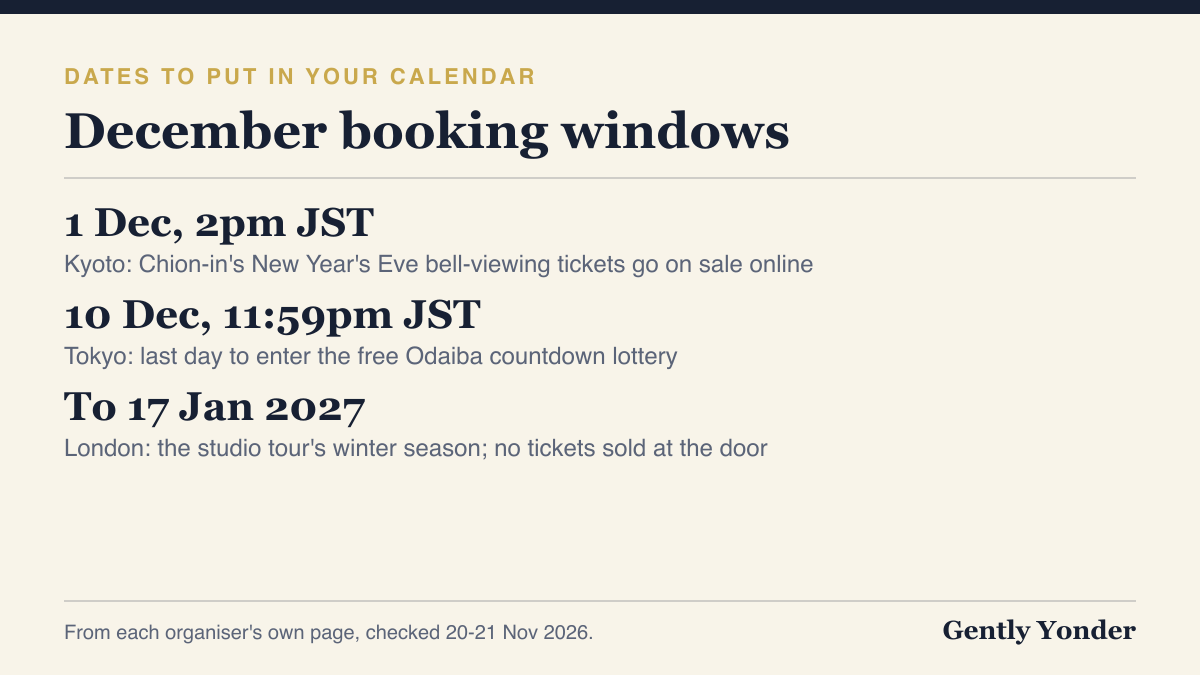 DATES TO PUT IN YOUR CALENDAR
December booking windows
1 Dec, 2pm JST
Kyoto: Chion-in's New Year's Eve bell-viewing tickets go on sale online
10 Dec, 11:59pm JST
Tokyo: last day to enter the free Odaiba countdown lottery
To 17 Jan 2027
London: the studio tour's winter season; no tickets sold at the door
From each organiser's own page, checked 20-21 Nov 2026.
Gently Yonder